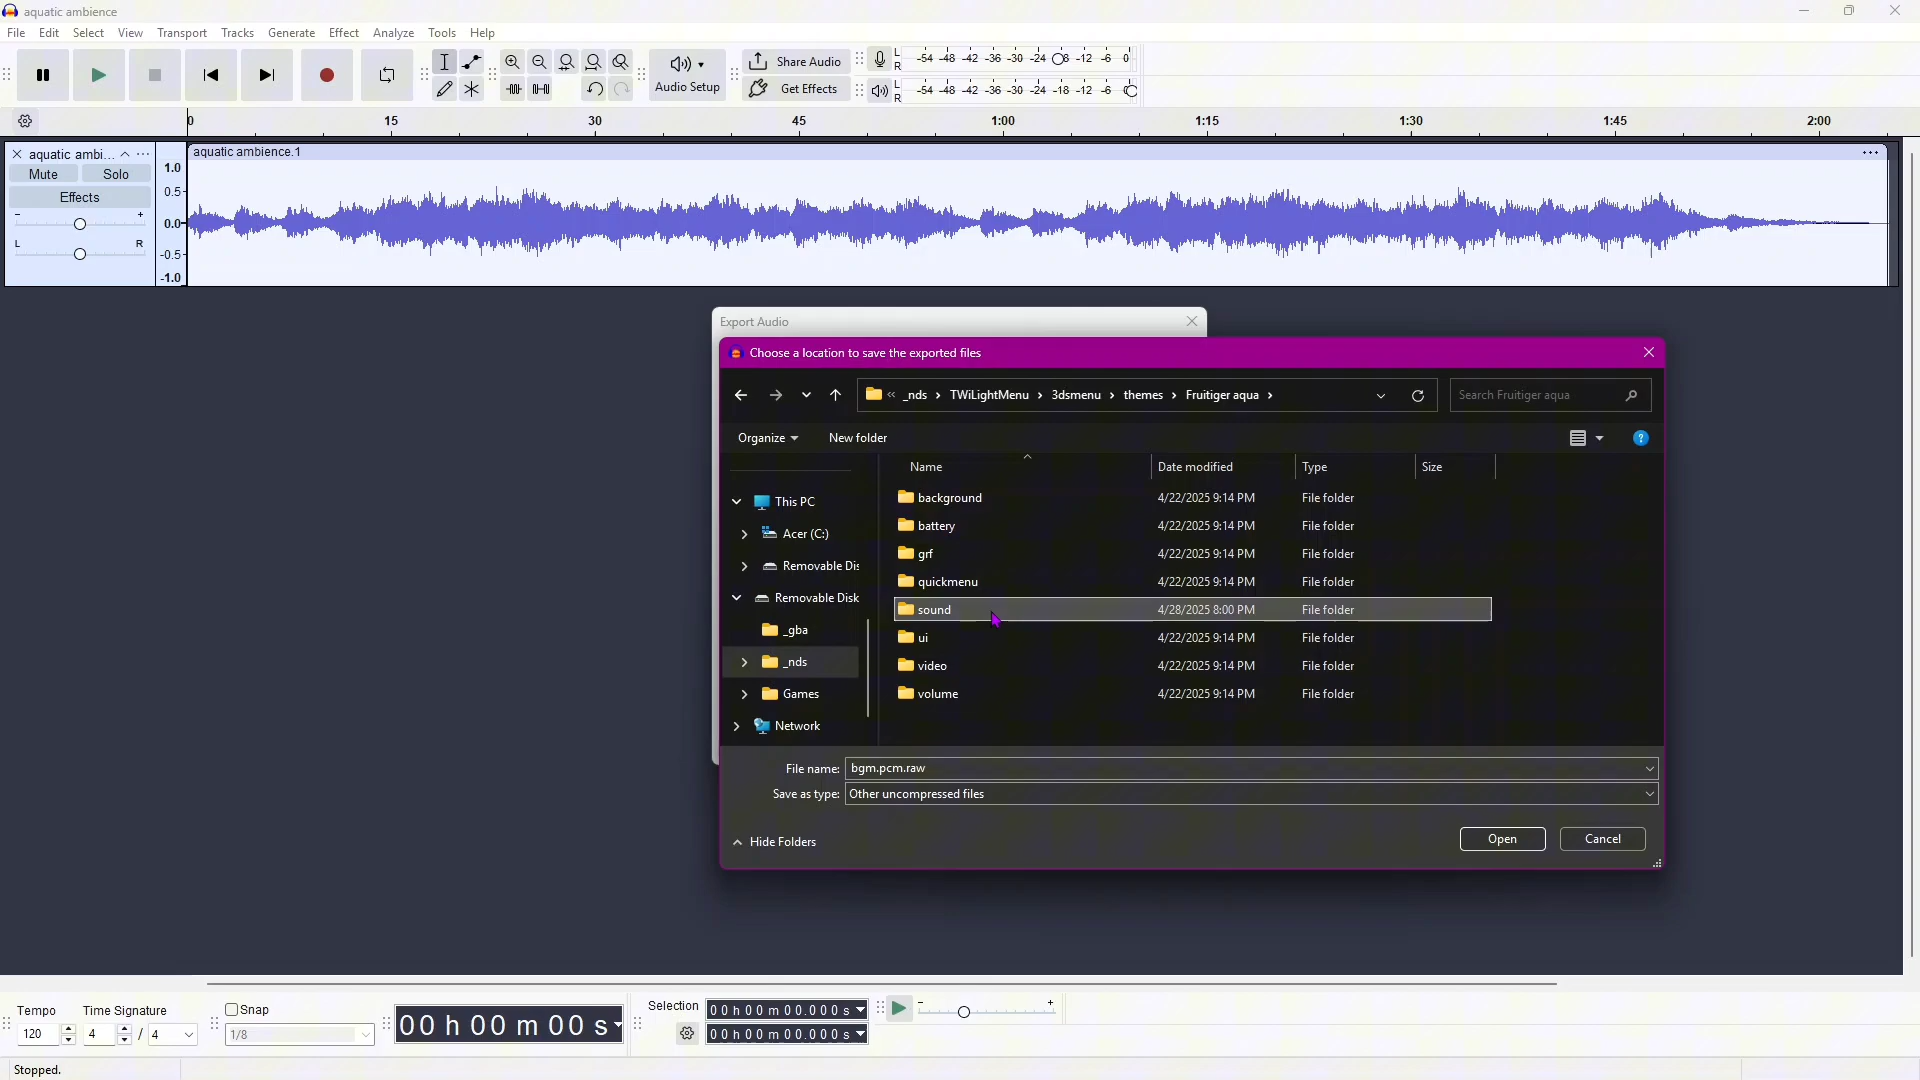 aquatic ambience
File Edit Select View Transport Tracks Generate Effect Analyze Tools Help
Audio Setup
Share Audio
Get Effects
L
R
-54 -48 -42 -36 -30 -24 -12 -6 0
L
R
-54 -48 -42 -36 -30 -24 -18 -12 -6
0 15 30 45 1:00 1:15 1:30 1:45 2:00
aquatic ambi...
Mute Solo
Effects
- +
L R
1.0
0.5
0.0
-0.5
-1.0
aquatic ambience.1
Export Audio
Choose a location to save the exported files
« _nds › TWiLightMenu › 3dsmenu › themes › Fruitiger aqua ›
Search Fruitiger aqua
Organize New folder
Name Date modified Type Size
This PC
Acer (C:)
Removable Dis
Removable Disk
_gba
_nds
Games
Network
background 4/22/2025 9:14 PM File folder
battery 4/22/2025 9:14 PM File folder
grf 4/22/2025 9:14 PM File folder
quickmenu 4/22/2025 9:14 PM File folder
sound 4/28/2025 8:00 PM File folder
ui 4/22/2025 9:14 PM File folder
video 4/22/2025 9:14 PM File folder
volume 4/22/2025 9:14 PM File folder
File name: bgm.pcm.raw
Save as type: Other uncompressed files
Hide Folders
Open Cancel
Tempo
120
Time Signature
4 / 4
Snap
1/8
00 h 00 m 00 s
Selection
00 h 00 m 00.000 s
00 h 00 m 00.000 s
- +
Stopped.